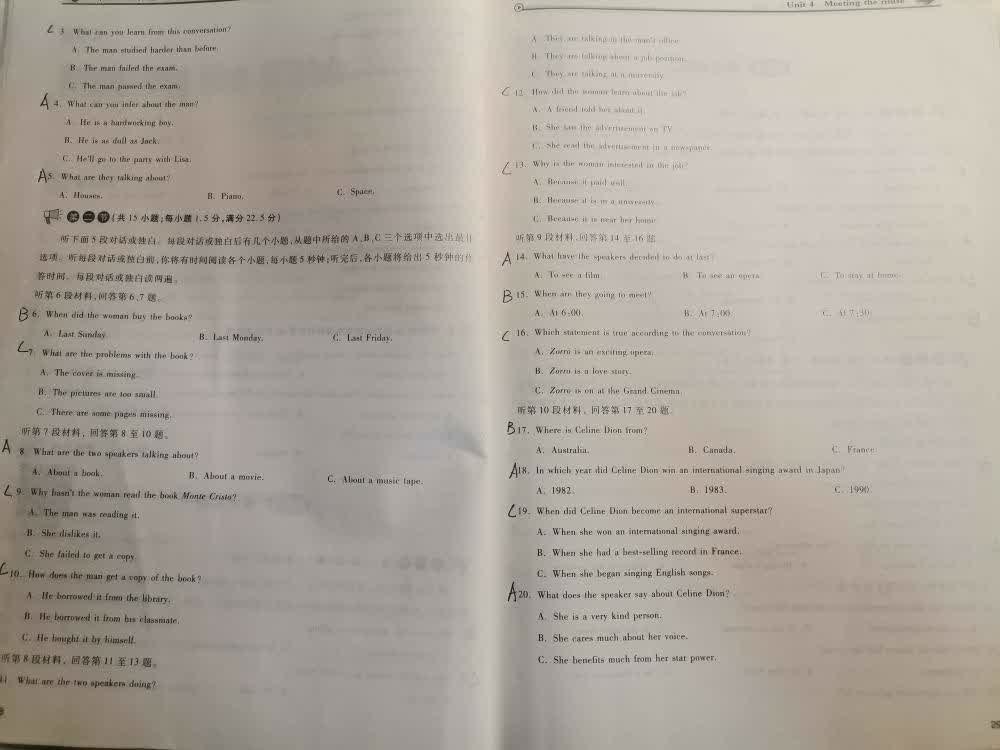 C 3. What can you learn from this conversation?
A. The man studied harder than before.
B. The man failed the exam.
C. The man passed the exam.
A 4. What can you infer about the man?
A. He is a hardworking boy.
B. He is as dull as Jack.
C. He'll go to the party with Lisa.
A 5. What are they talking about?
A. Houses. B. Piano. C. Space.
第二节 (共 15 小题;每小题 1.5 分,满分 22.5 分)
听下面 5 段对话或独白。每段对话或独白后有几个小题,从题中所给的 A、B、C 三个选项中选出最佳
选项。听每段对话或独白前,你将有时间阅读各个小题,每小题 5 秒钟;听完后,各小题将给出 5 秒钟的作
答时间。每段对话或独白读两遍。
听第 6 段材料,回答第 6、7 题。
B 6. When did the woman buy the books?
A. Last Sunday. B. Last Monday. C. Last Friday.
C 7. What are the problems with the book?
A. The cover is missing.
B. The pictures are too small.
C. There are some pages missing.
听第 7 段材料, 回答第 8 至 10 题。
A 8. What are the two speakers talking about?
A. About a book. B. About a movie. C. About a music tape.
C 9. Why hasn't the woman read the book Monte Cristo?
A. The man was reading it.
B. She dislikes it.
C. She failed to get a copy.
C 10. How does the man get a copy of the book?
A. He borrowed it from the library.
B. He borrowed it from his classmate.
C. He bought it by himself.
听第 8 段材料, 回答第 11 至 13 题。
11. What are the two speakers doing?
Unit 4 Meeting the
A. They are talking in the man's office.
B. They are talking about a job position.
C. They are talking at a university.
C 12. How did the woman learn about the job?
A. A friend told her about it.
B. She saw the advertisement on TV.
C. She read the advertisement in a newspaper.
C 13. Why is the woman interested in the job?
A. Because it paid well.
B. Because it is in a university.
C. Because it is near her home.
听第 9 段材料,回答第 14 至 16 题。
A 14. What have the speakers decided to do at last?
A. To see a film. B. To see an opera. C. To stay at home.
B 15. When are they going to meet?
A. At 6:00. B. At 7:00. C. At 7:30.
C 16. Which statement is true according to the conversation?
A. Zorro is an exciting opera.
B. Zorro is a love story.
C. Zorro is on at the Grand Cinema.
听第 10 段材料, 回答第 17 至 20 题。
B 17. Where is Celine Dion from?
A. Australia. B. Canada. C. France.
A 18. In which year did Celine Dion win an international singing award in Japan?
A. 1982. B. 1983. C. 1990.
C 19. When did Celine Dion become an international superstar?
A. When she won an international singing award.
B. When she had a best-selling record in France.
C. When she began singing English songs.
A 20. What does the speaker say about Celine Dion?
A. She is a very kind person.
B. She cares much about her voice.
C. She benefits much from her star power.